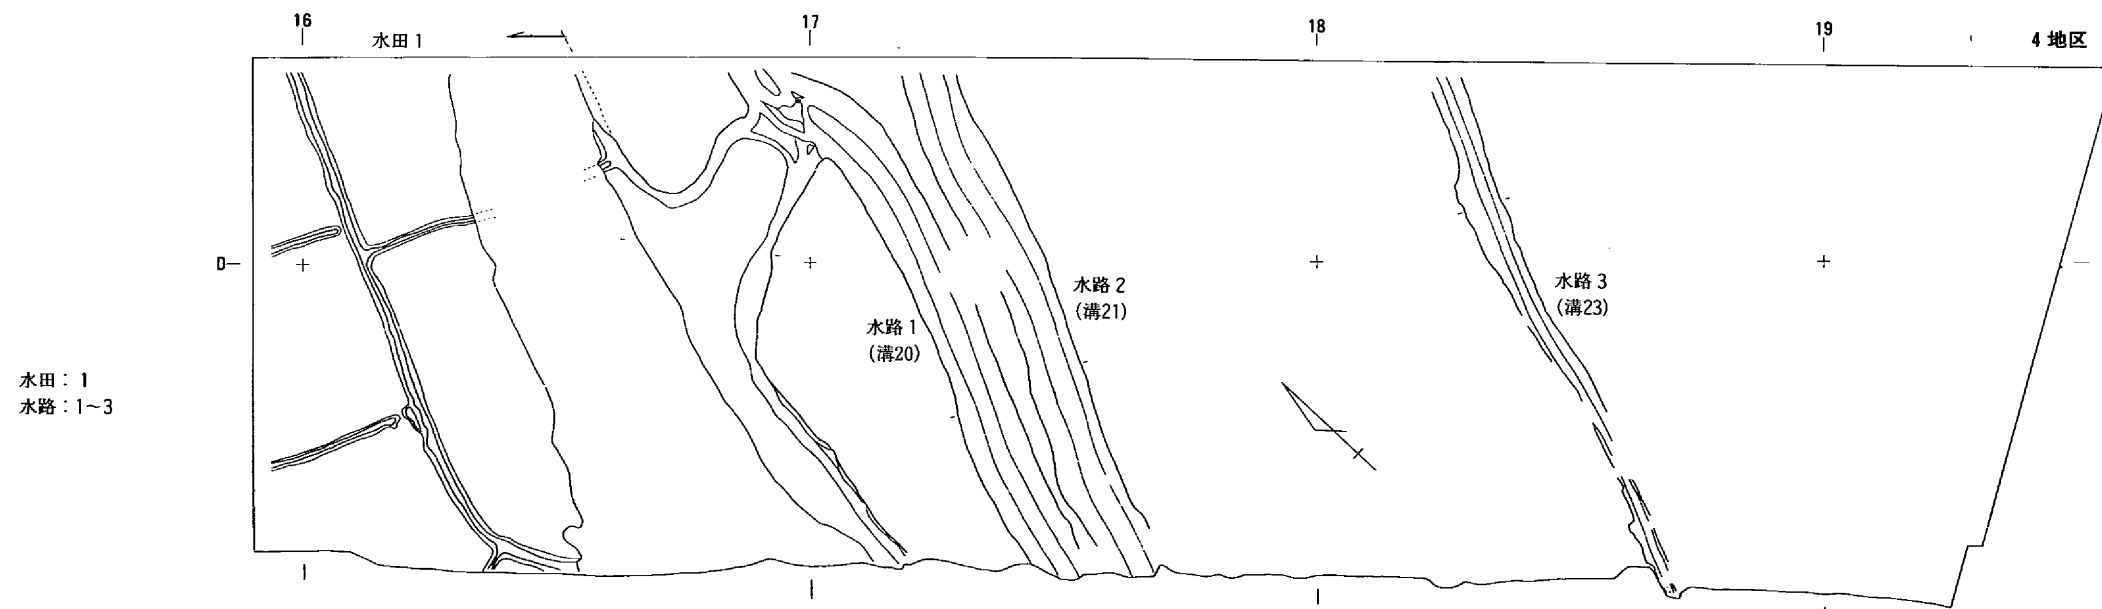 16
17
18
19
水田 1
4 地区
D
水路 2
(溝21)
水路 3
(溝23)
水路 1
(溝20)
水田：1
水路：1~3